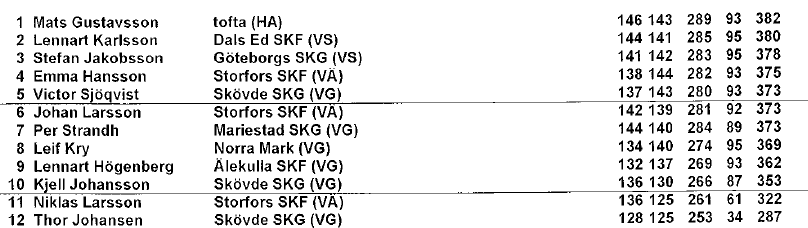 1 Mats Gustavsson tofta (HA) 146 143 289 93 382
2 Lennart Karlsson Dals Ed SKF (VS) 144 141 285 95 380
3 Stefan Jakobsson Göteborgs SKG (VS) 141 142 283 95 378
4 Emma Hansson Storfors SKF (VÄ) 138 144 282 93 375
5 Victor Sjöqvist Skövde SKG (VG) 137 143 280 93 373
6 Johan Larsson Storfors SKF (VÄ) 142 139 281 92 373
7 Per Strandh Mariestad SKG (VG) 144 140 284 89 373
8 Leif Kry Norra Mark (VG) 134 140 274 95 369
9 Lennart Högenberg Älekulla SKF (VG) 132 137 269 93 362
10 Kjell Johansson Skövde SKG (VG) 136 130 266 87 353
11 Niklas Larsson Storfors SKF (VÄ) 136 125 261 61 322
12 Thor Johansen Skövde SKG (VG) 128 125 253 34 287